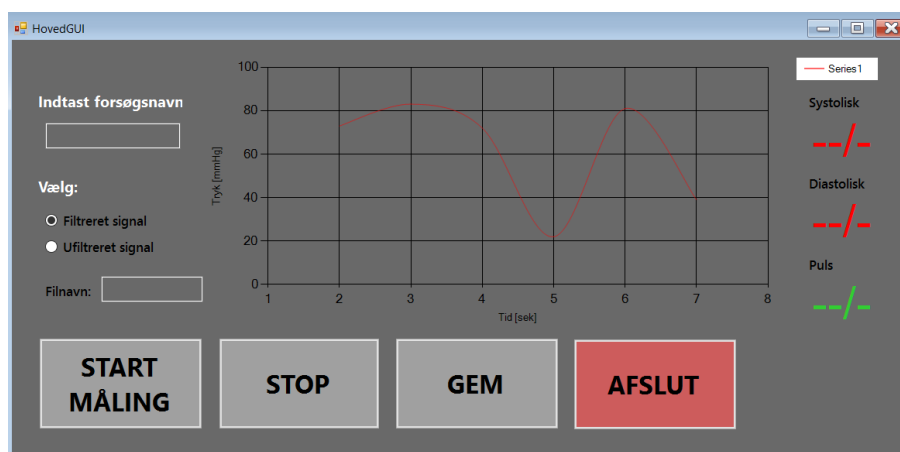 HovedGUI
Indtast forsøgsnavn
Vælg:
Filtreret signal
Ufiltreret signal
Filnavn:
100
80
60
40
20
0
Tryk [mmHg]
1 2 3 4 5 6 7 8
Tid [sek]
Series1
Systolisk
--/-
Diastolisk
--/-
Puls
--/-
START
MÅLING
STOP
GEM
AFSLUT